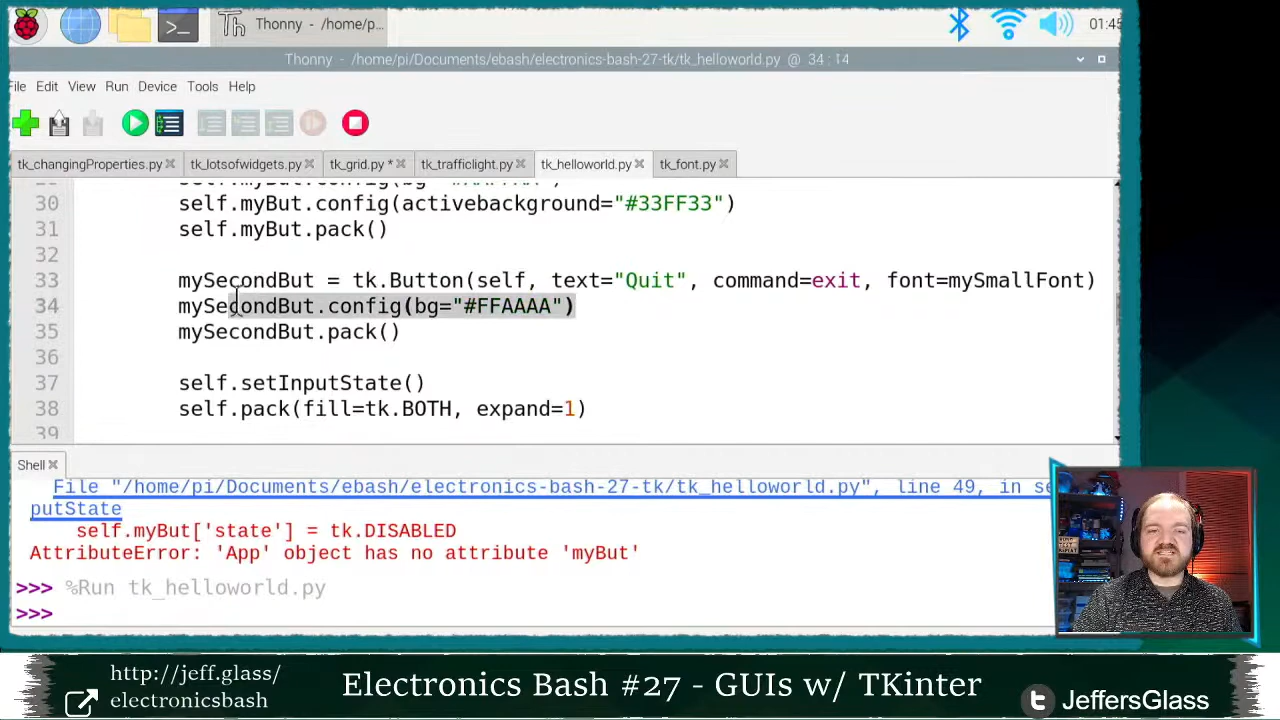 Thonny - /home/p...
01:45
Thonny - /home/pi/Documents/ebash/electronics-bash-27-tk/tk_helloworld.py @ 34 : 14
File Edit View Run Device Tools Help
tk_changingProperties.py tk_lotsofwidgets.py tk_grid.py * tk_trafficlight.py tk_helloworld.py tk_font.py
30 self.myBut.config(activebackground="#33FF33")
31 self.myBut.pack()
32
33 mySecondBut = tk.Button(self, text="Quit", command=exit, font=mySmallFont)
34 mySecondBut.config(bg="#FFAAAA")
35 mySecondBut.pack()
36
37 self.setInputState()
38 self.pack(fill=tk.BOTH, expand=1)
39
Shell
File "/home/pi/Documents/ebash/electronics-bash-27-tk/tk_helloworld.py", line 49, in se
putState
self.myBut['state'] = tk.DISABLED
AttributeError: 'App' object has no attribute 'myBut'
>>> %Run tk_helloworld.py
>>>
http://jeff.glass/
electronicsbash
Electronics Bash #27 - GUIs w/ TKinter
JeffersGlass